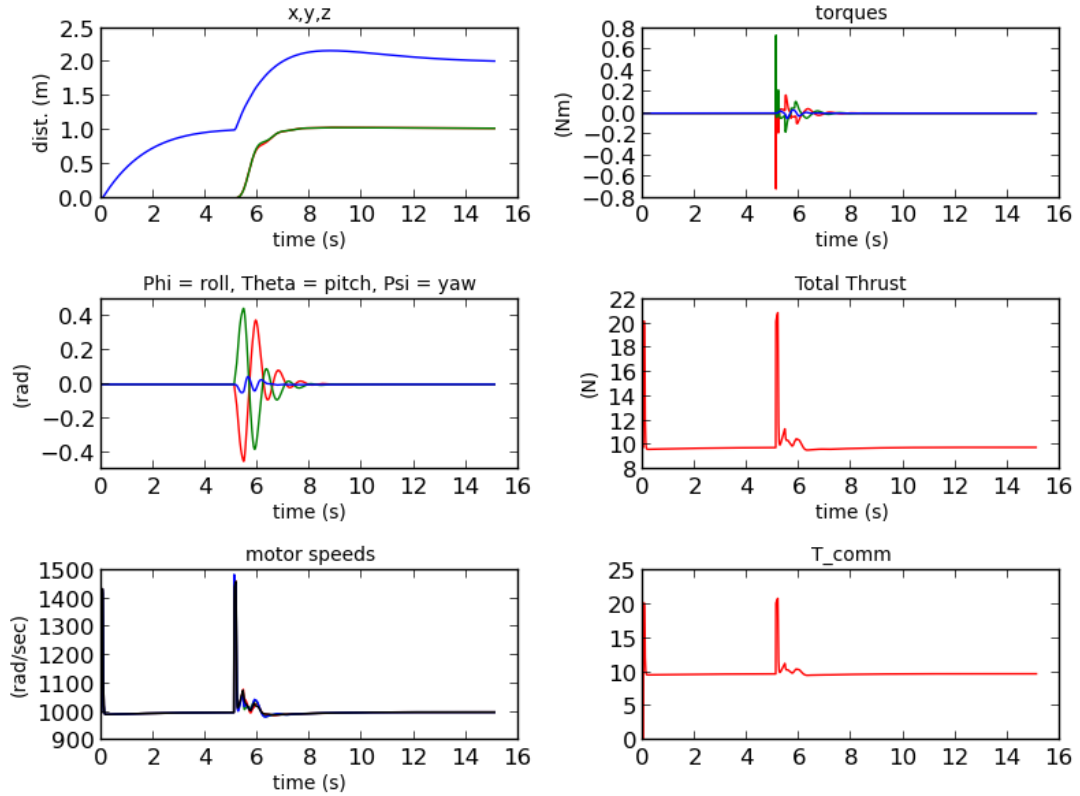 x,y,z
2.5
2.0
1.5
1.0
0.5
0.0
dist. (m)
0 2 4 6 8 10 12 14 16
time (s)
torques
0.8
0.6
0.4
0.2
0.0
−0.2
−0.4
−0.6
−0.8
(Nm)
0 2 4 6 8 10 12 14 16
time (s)
Phi = roll, Theta = pitch, Psi = yaw
0.4
0.2
0.0
−0.2
−0.4
(rad)
0 2 4 6 8 10 12 14 16
time (s)
Total Thrust
22
20
18
16
14
12
10
8
(N)
0 2 4 6 8 10 12 14 16
time (s)
motor speeds
1500
1400
1300
1200
1100
1000
900
(rad/sec)
0 2 4 6 8 10 12 14 16
time (s)
T_comm
25
20
15
10
5
0
0 2 4 6 8 10 12 14 16
time (s)